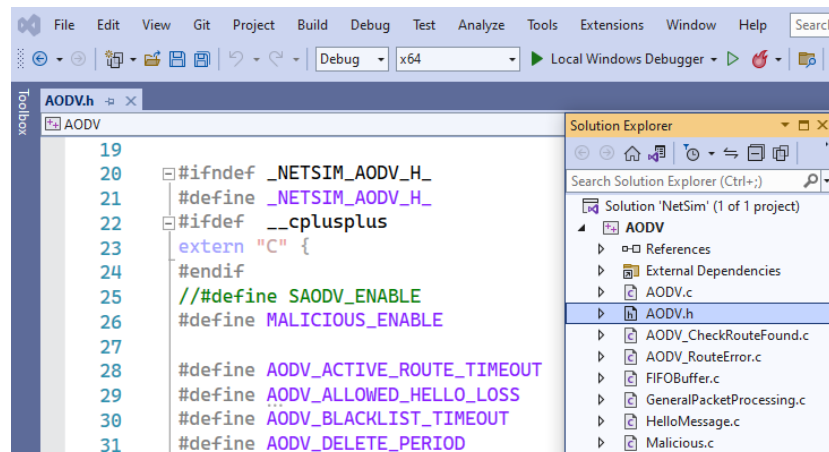 File Edit View Git Project Build Debug Test Analyze Tools Extensions Window Help Search
Debug x64 Local Windows Debugger
Toolbox
AODV.h
AODV
19
20 #ifndef _NETSIM_AODV_H_
21 #define _NETSIM_AODV_H_
22 #ifdef __cplusplus
23 extern "C" {
24 #endif
25 //#define SAODV_ENABLE
26 #define MALICIOUS_ENABLE
27
28 #define AODV_ACTIVE_ROUTE_TIMEOUT
29 #define AODV_ALLOWED_HELLO_LOSS
30 #define AODV_BLACKLIST_TIMEOUT
31 #define AODV_DELETE_PERIOD
Solution Explorer
Search Solution Explorer (Ctrl+;)
Solution 'NetSim' (1 of 1 project)
AODV
References
External Dependencies
AODV.c
AODV.h
AODV_CheckRouteFound.c
AODV_RouteError.c
FIFOBuffer.c
GeneralPacketProcessing.c
HelloMessage.c
Malicious.c